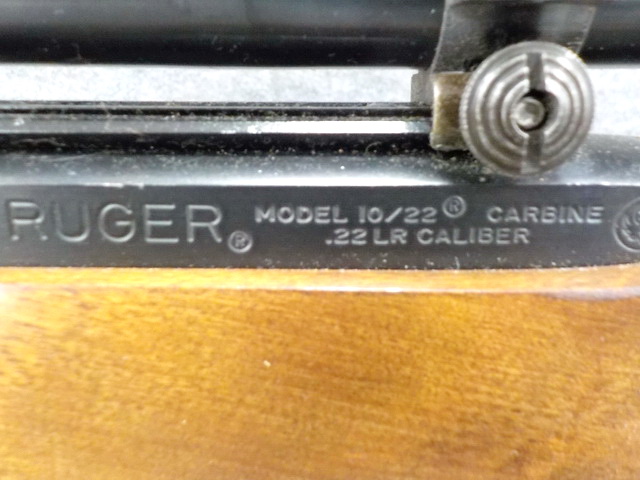 RUGER® MODEL 10/22® CARBINE
.22 LR CALIBER